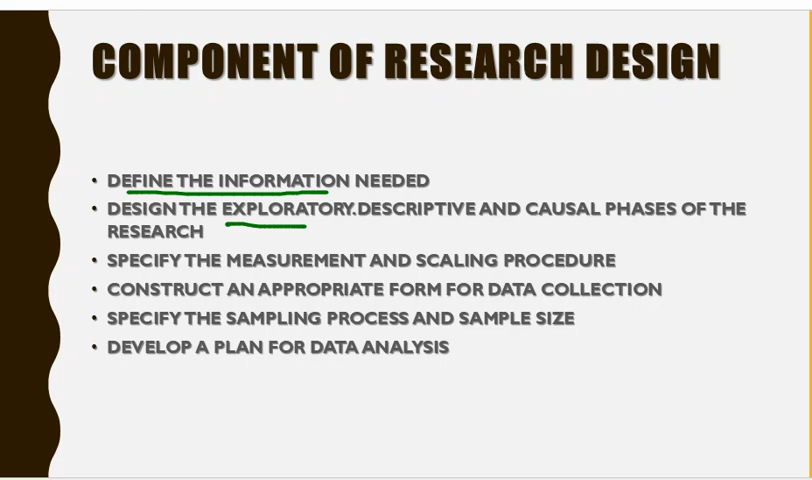 COMPONENT OF RESEARCH DESIGN
• DEFINE THE INFORMATION NEEDED
• DESIGN THE EXPLORATORY.DESCRIPTIVE AND CAUSAL PHASES OF THE
RESEARCH
• SPECIFY THE MEASUREMENT AND SCALING PROCEDURE
• CONSTRUCT AN APPROPRIATE FORM FOR DATA COLLECTION
• SPECIFY THE SAMPLING PROCESS AND SAMPLE SIZE
• DEVELOP A PLAN FOR DATA ANALYSIS